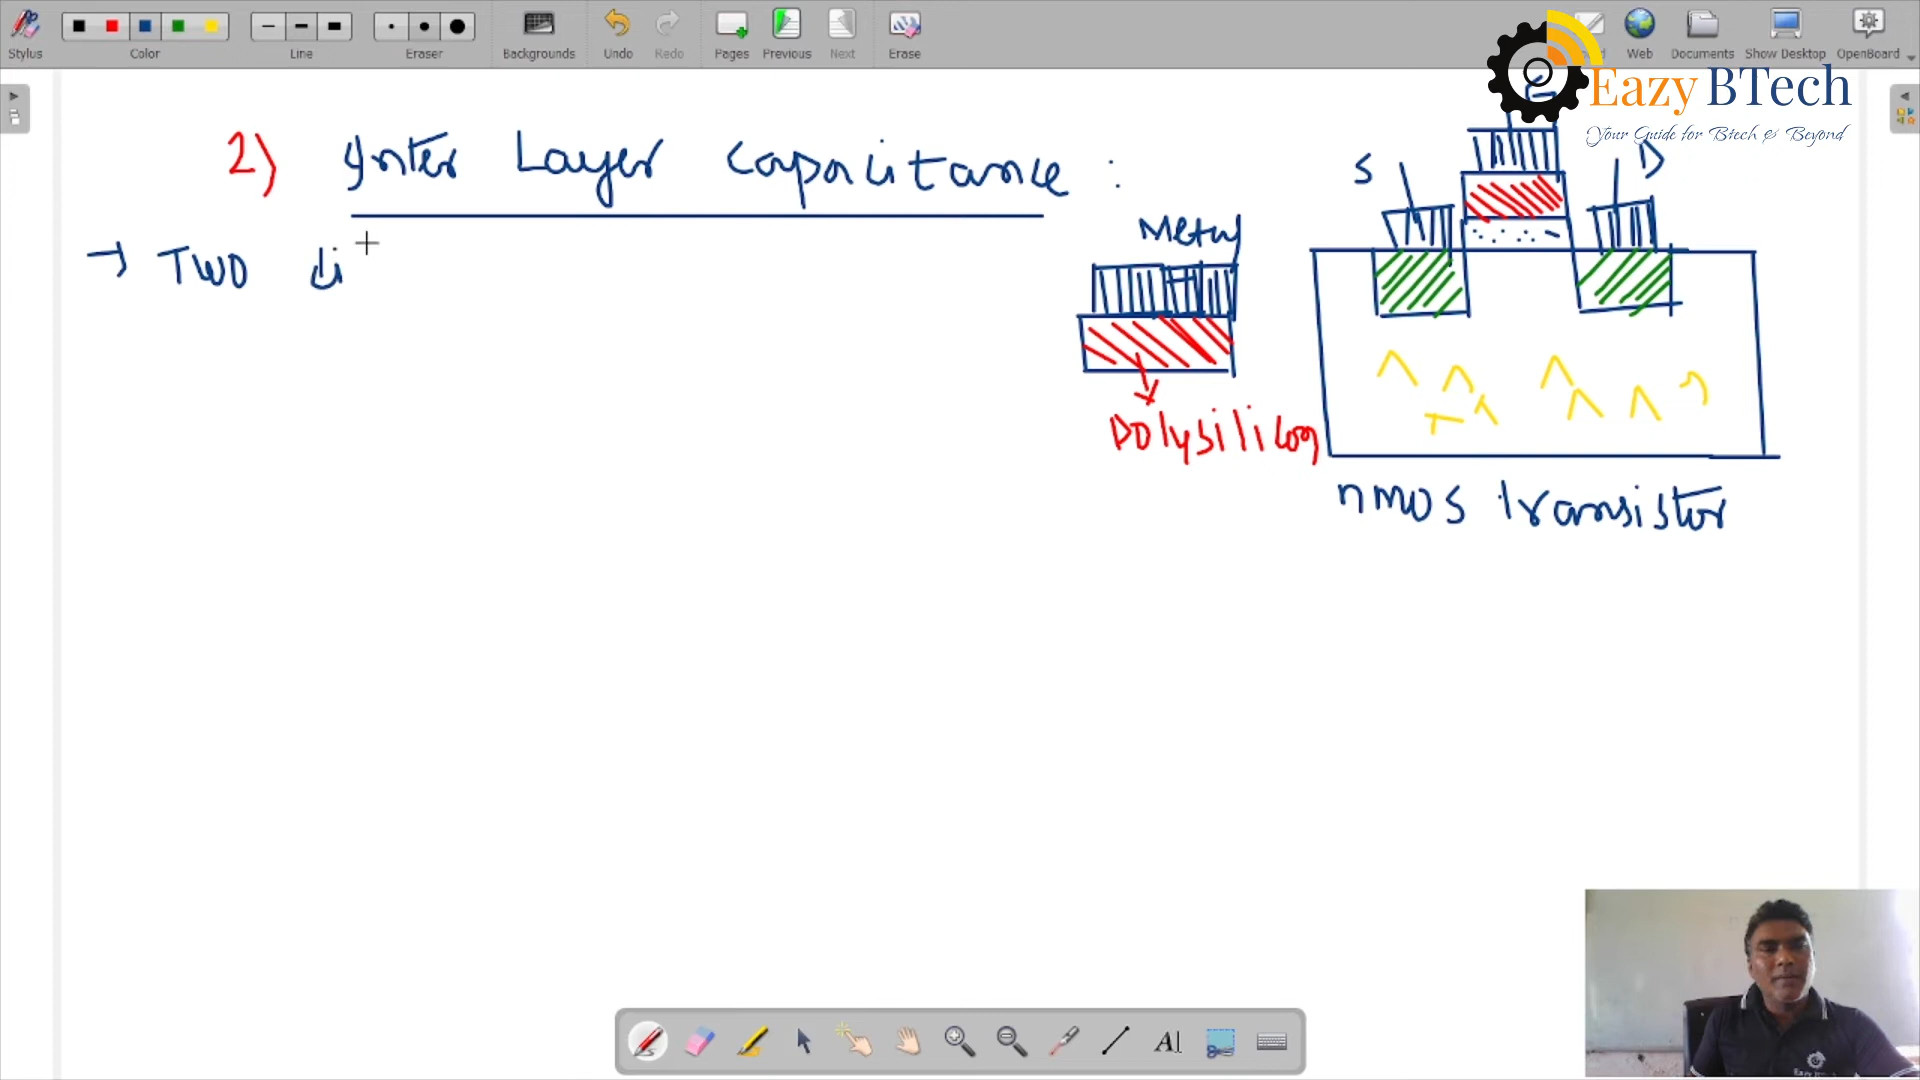 Stylus Color Line Eraser Backgrounds Undo Redo Pages Previous Next Erase Web Documents Show Desktop OpenBoard
Eazy BTech
Your Guide for Btech & Beyond
2) Inter Layer Capacitance :
S D
Metal
→ Two di
Polysilicon
nmos transistor